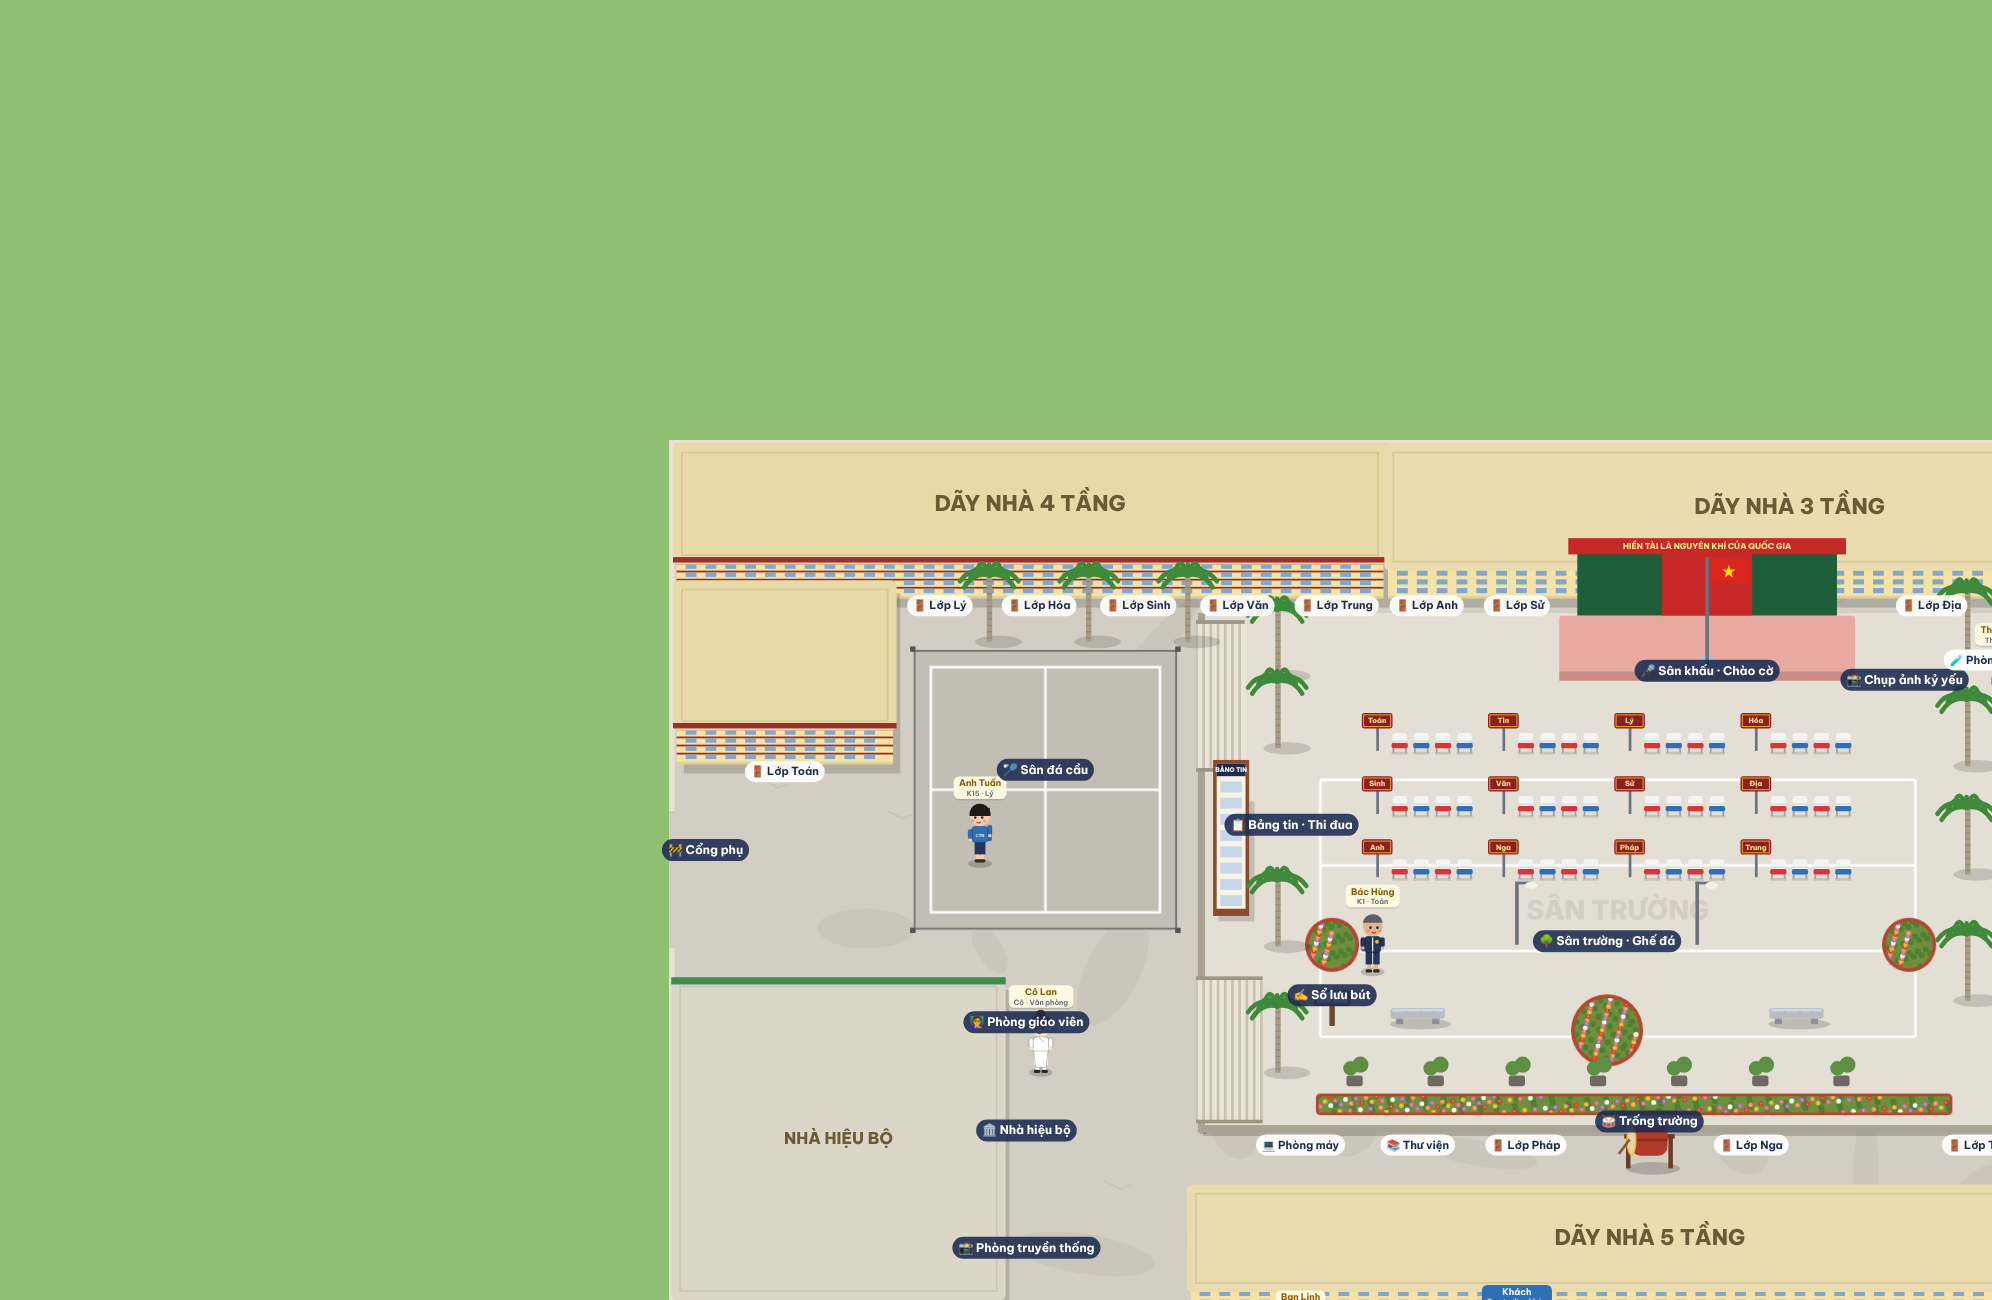 DÃY NHÀ 4 TẦNG
DÃY NHÀ 3 TẦNG
HIỀN TÀI LÀ NGUYÊN KHÍ CỦA QUỐC GIA
Lớp Lý
Lớp Hóa
Lớp Sinh
Lớp Văn
Lớp Trung
Lớp Anh
Lớp Sử
Lớp Địa
Sân khấu · Chào cờ
Chụp ảnh kỷ yếu
Toán
Tin
Lý
Hóa
Lớp Toán
Sân đá cầu
BẢNG TIN
Anh Tuấn
K15 · Lý
CTN
Sinh
Văn
Sử
Địa
Bảng tin · Thi đua
Cổng phụ
Anh
Nga
Pháp
Trung
Bác Hùng
K1 · Toán
SÂN TRƯỜNG
Sân trường · Ghế đá
Cô Lan
Cô · Văn phòng
Sổ lưu bút
Phòng giáo viên
Trống trường
NHÀ HIỆU BỘ
Nhà hiệu bộ
Phòng máy
Thư viện
Lớp Pháp
Lớp Nga
Lớp
DÃY NHÀ 5 TẦNG
Phòng truyền thống
Ban Linh
Khách